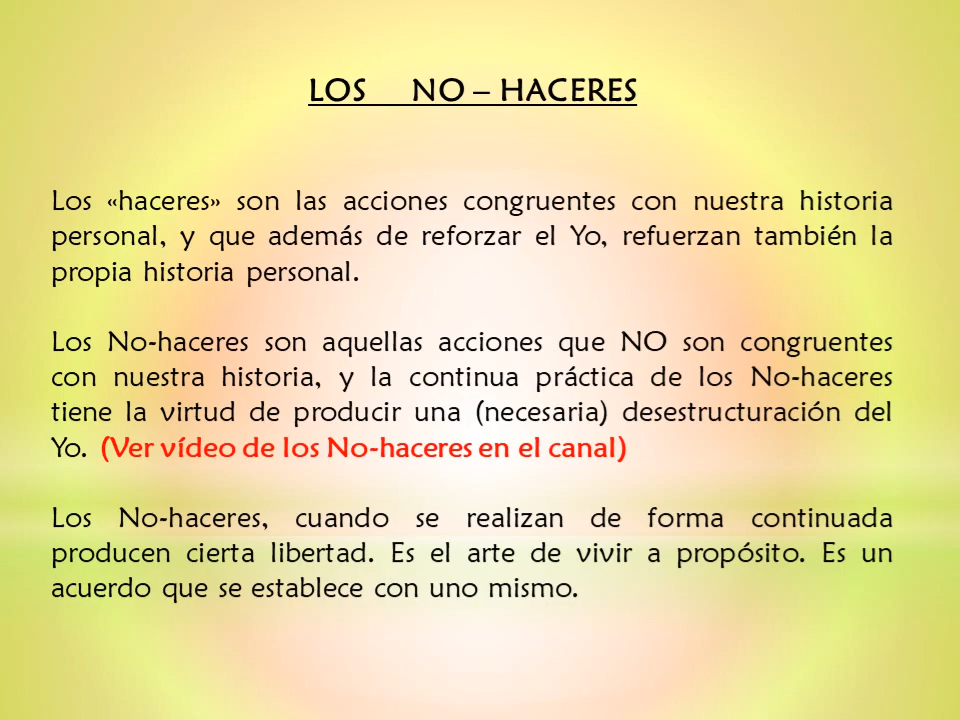 LOS NO – HACERES
Los «haceres» son las acciones congruentes con nuestra historia
personal, y que además de reforzar el Yo, refuerzan también la
propia historia personal.
Los No-haceres son aquellas acciones que NO son congruentes
con nuestra historia, y la continua práctica de los No-haceres
tiene la virtud de producir una (necesaria) desestructuración del
Yo. (Ver vídeo de los No-haceres en el canal)
Los No-haceres, cuando se realizan de forma continuada
producen cierta libertad. Es el arte de vivir a propósito. Es un
acuerdo que se establece con uno mismo.